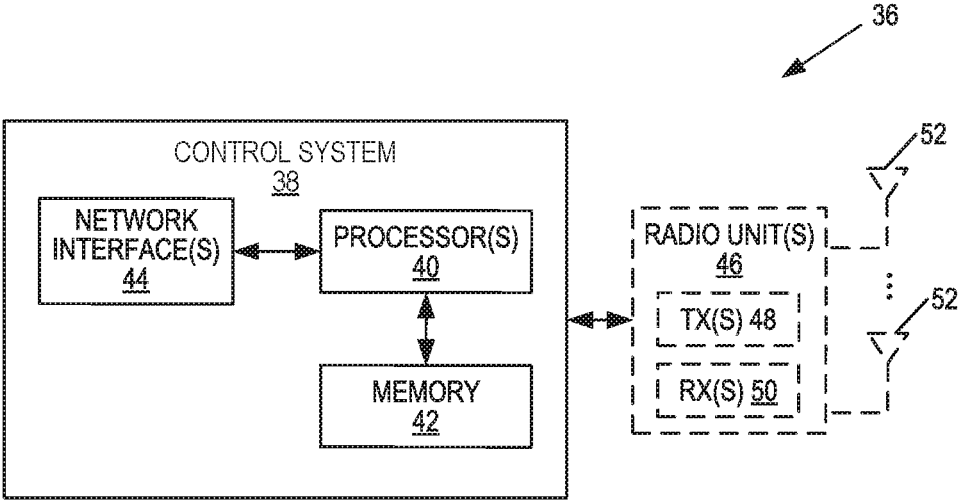 36
CONTROL SYSTEM
38
NETWORK
INTERFACE(S)
44
PROCESSOR(S)
40
MEMORY
42
RADIO UNIT(S)
46
TX(S) 48
RX(S) 50
52
52